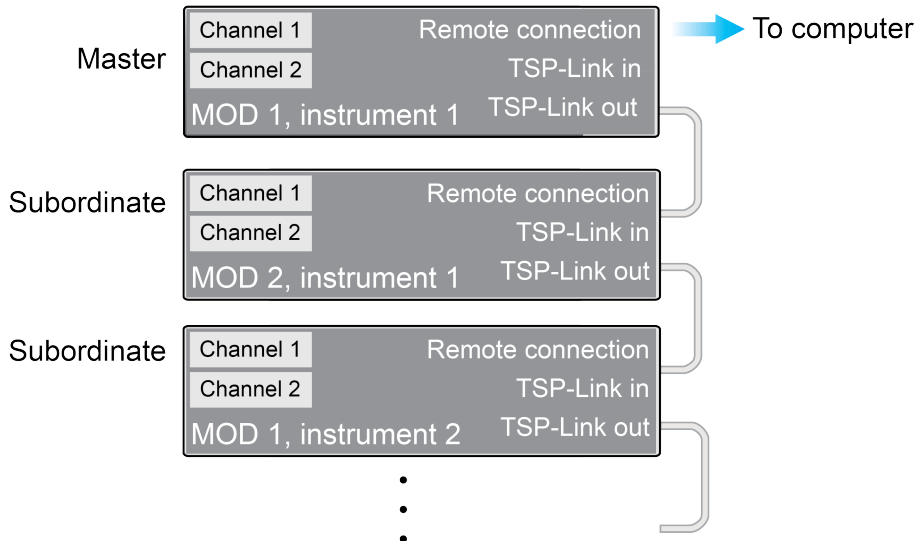 Master
Channel 1
Channel 2
MOD 1, instrument 1
Remote connection
TSP-Link in
TSP-Link out
To computer
Subordinate
Channel 1
Channel 2
MOD 2, instrument 1
Remote connection
TSP-Link in
TSP-Link out
Subordinate
Channel 1
Channel 2
MOD 1, instrument 2
Remote connection
TSP-Link in
TSP-Link out